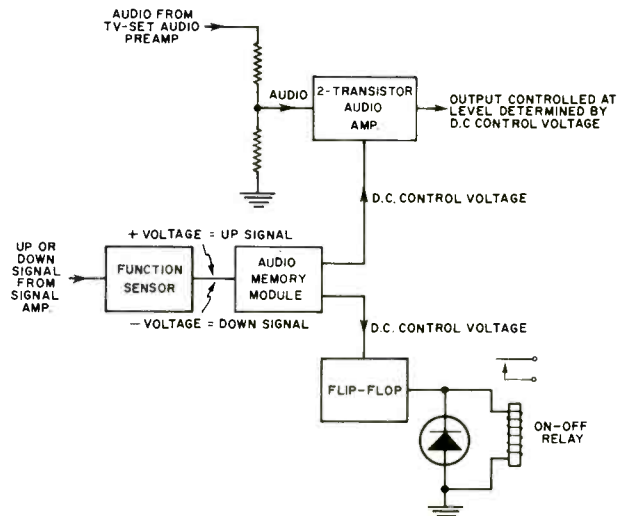 AUDIO FROM
TV-SET AUDIO
PREAMP
AUDIO
2-TRANSISTOR
AUDIO
AMP.
OUTPUT CONTROLLED AT
LEVEL DETERMINED BY
D.C CONTROL VOLTAGE
D.C. CONTROL VOLTAGE
+ VOLTAGE = UP SIGNAL
UP OR
DOWN
SIGNAL
FROM
SIGNAL
AMP.
FUNCTION
SENSOR
AUDIO
MEMORY
MODULE
– VOLTAGE = DOWN SIGNAL
D.C. CONTROL VOLTAGE
FLIP-FLOP
ON-OFF
RELAY